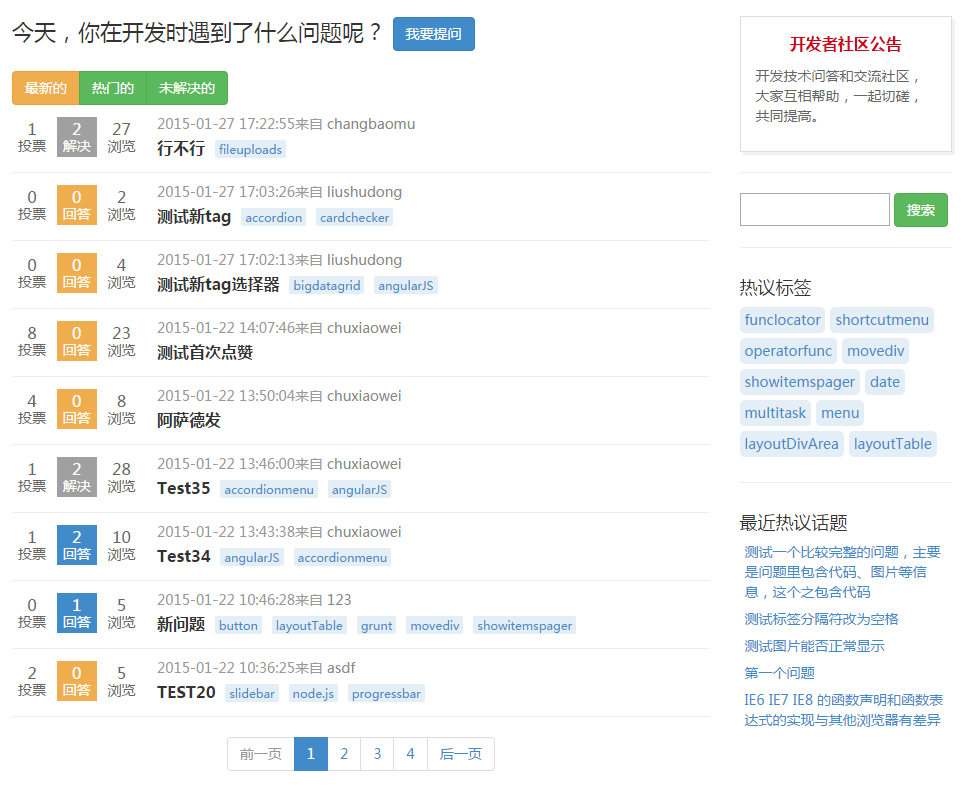 今天，你在开发时遇到了什么问题呢？ 我要提问
最新的 热门的 未解决的
1 2 27 2015-01-27 17:22:55来自 changbaomu
投票 解决 浏览 行不行 fileuploads
0 0 2 2015-01-27 17:03:26来自 liushudong
投票 回答 浏览 测试新tag accordion cardchecker
0 0 4 2015-01-27 17:02:13来自 liushudong
投票 回答 浏览 测试新tag选择器 bigdatagrid angularJS
8 0 23 2015-01-22 14:07:46来自 chuxiaowei
投票 回答 浏览 测试首次点赞
4 0 8 2015-01-22 13:50:04来自 chuxiaowei
投票 回答 浏览 阿萨德发
1 2 28 2015-01-22 13:46:00来自 chuxiaowei
投票 解决 浏览 Test35 accordionmenu angularJS
1 2 10 2015-01-22 13:43:38来自 chuxiaowei
投票 回答 浏览 Test34 angularJS accordionmenu
0 1 5 2015-01-22 10:46:28来自 123
投票 回答 浏览 新问题 button layoutTable grunt movediv showitemspager
2 0 5 2015-01-22 10:36:25来自 asdf
投票 回答 浏览 TEST20 slidebar node.js progressbar
前一页 1 2 3 4 后一页
开发者社区公告
开发技术问答和交流社区，
大家互相帮助，一起切磋，
共同提高。
搜索
热议标签
funclocator shortcutmenu
operatorfunc movediv
showitemspager date
multitask menu
layoutDivArea layoutTable
最近热议话题
测试一个比较完整的问题，主要
是问题里包含代码、图片等信
息，这个之包含代码
测试标签分隔符改为空格
测试图片能否正常显示
第一个问题
IE6 IE7 IE8 的函数声明和函数表
达式的实现与其他浏览器有差异